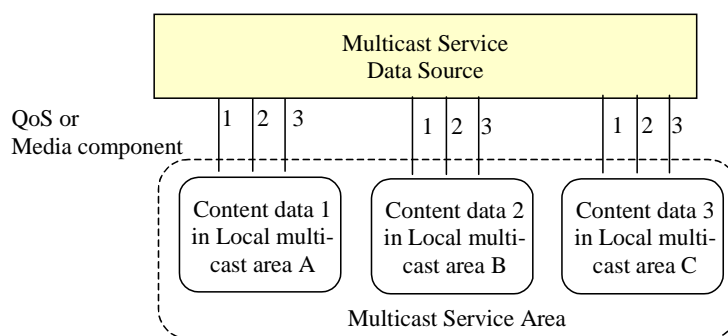 Multicast Service
Data Source
QoS or
Media component
1 2 3
1 2 3
1 2 3
Content data 1
in Local multi-
cast area A
Content data 2
in Local multi-
cast area B
Content data 3
in Local multi-
cast area C
Multicast Service Area